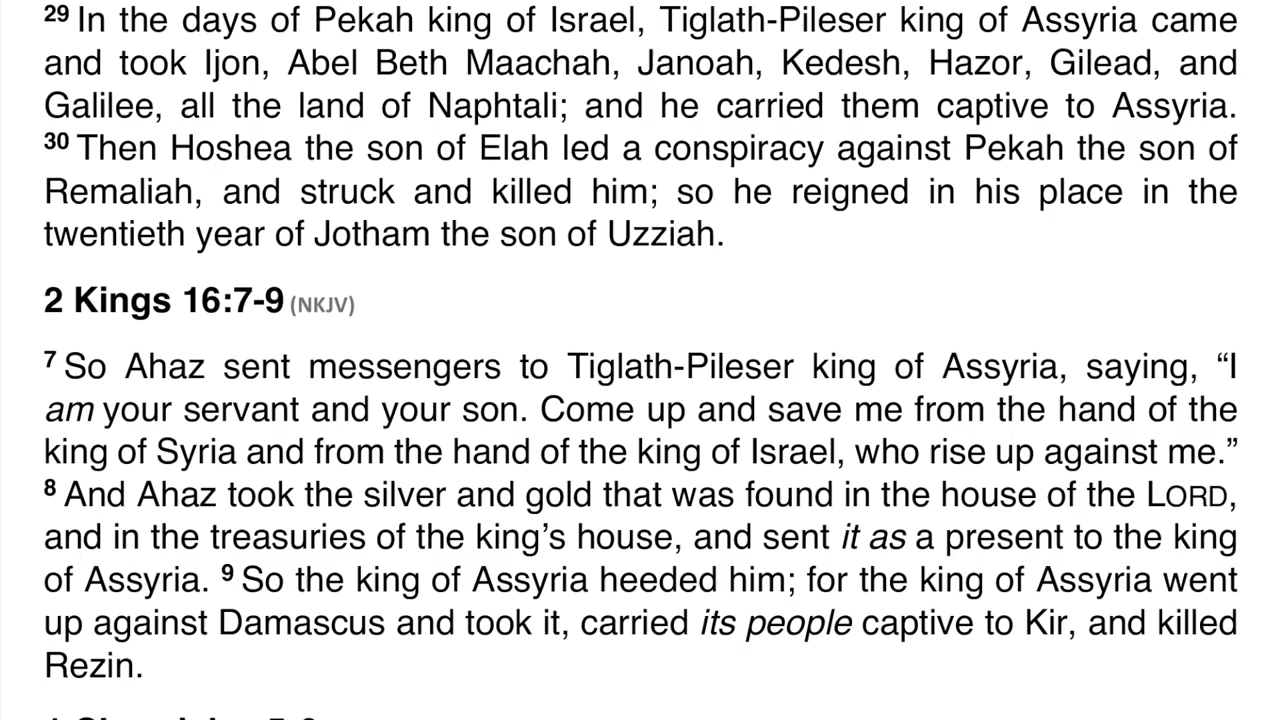 29 In the days of Pekah king of Israel, Tiglath-Pileser king of Assyria came
and took Ijon, Abel Beth Maachah, Janoah, Kedesh, Hazor, Gilead, and
Galilee, all the land of Naphtali; and he carried them captive to Assyria.
30 Then Hoshea the son of Elah led a conspiracy against Pekah the son of
Remaliah, and struck and killed him; so he reigned in his place in the
twentieth year of Jotham the son of Uzziah.
2 Kings 16:7-9 (NKJV)
7 So Ahaz sent messengers to Tiglath-Pileser king of Assyria, saying, “I
am your servant and your son. Come up and save me from the hand of the
king of Syria and from the hand of the king of Israel, who rise up against me.”
8 And Ahaz took the silver and gold that was found in the house of the LORD,
and in the treasuries of the king’s house, and sent it as a present to the king
of Assyria. 9 So the king of Assyria heeded him; for the king of Assyria went
up against Damascus and took it, carried its people captive to Kir, and killed
Rezin.